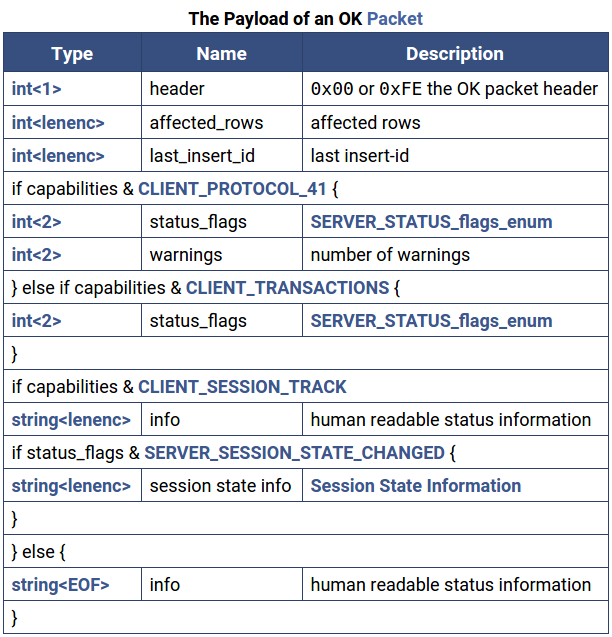 The Payload of an OK Packet
Type Name Description
int<1> header 0x00 or 0xFE the OK packet header
int<lenenc> affected_rows affected rows
int<lenenc> last_insert_id last insert-id
if capabilities & CLIENT_PROTOCOL_41 {
int<2> status_flags SERVER_STATUS_flags_enum
int<2> warnings number of warnings
} else if capabilities & CLIENT_TRANSACTIONS {
int<2> status_flags SERVER_STATUS_flags_enum
}
if capabilities & CLIENT_SESSION_TRACK
string<lenenc> info human readable status information
if status_flags & SERVER_SESSION_STATE_CHANGED {
string<lenenc> session state info Session State Information
}
} else {
string<EOF> info human readable status information
}